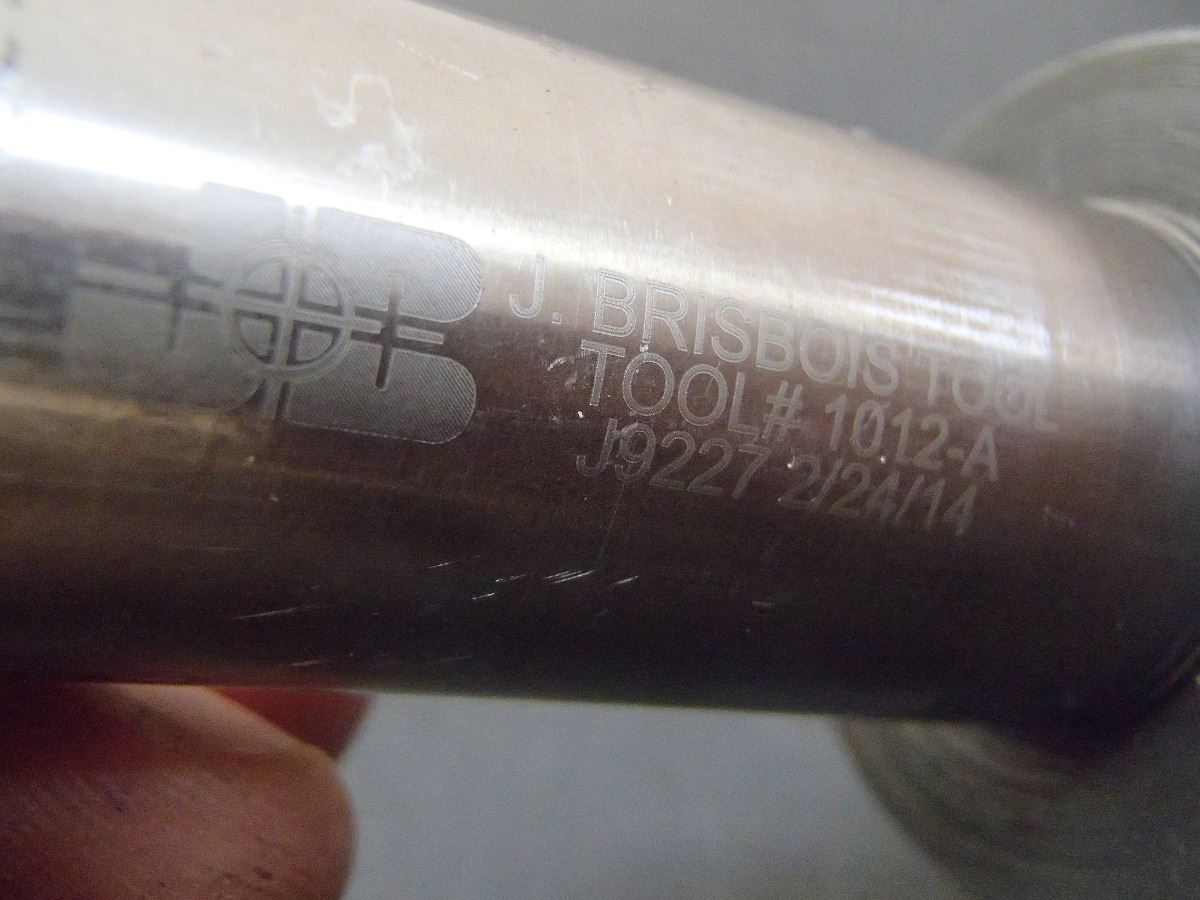 J. BRISBOIS TOOL
TOOL# 1012-A
J9227 2/24/14